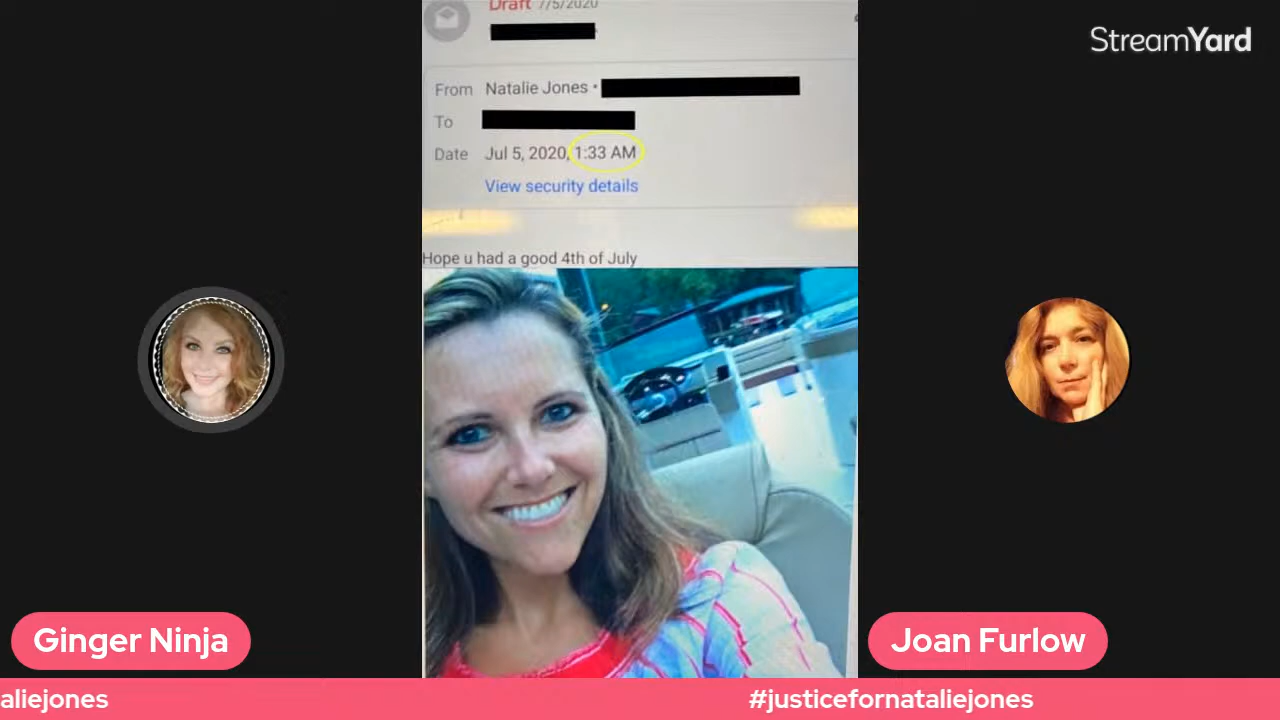 Draft 7/5/2020
StreamYard
From Natalie Jones •
To
Date Jul 5, 2020, 1:33 AM
View security details
Hope u had a good 4th of July
Ginger Ninja
Joan Furlow
aliejones
#justicefornataliejones